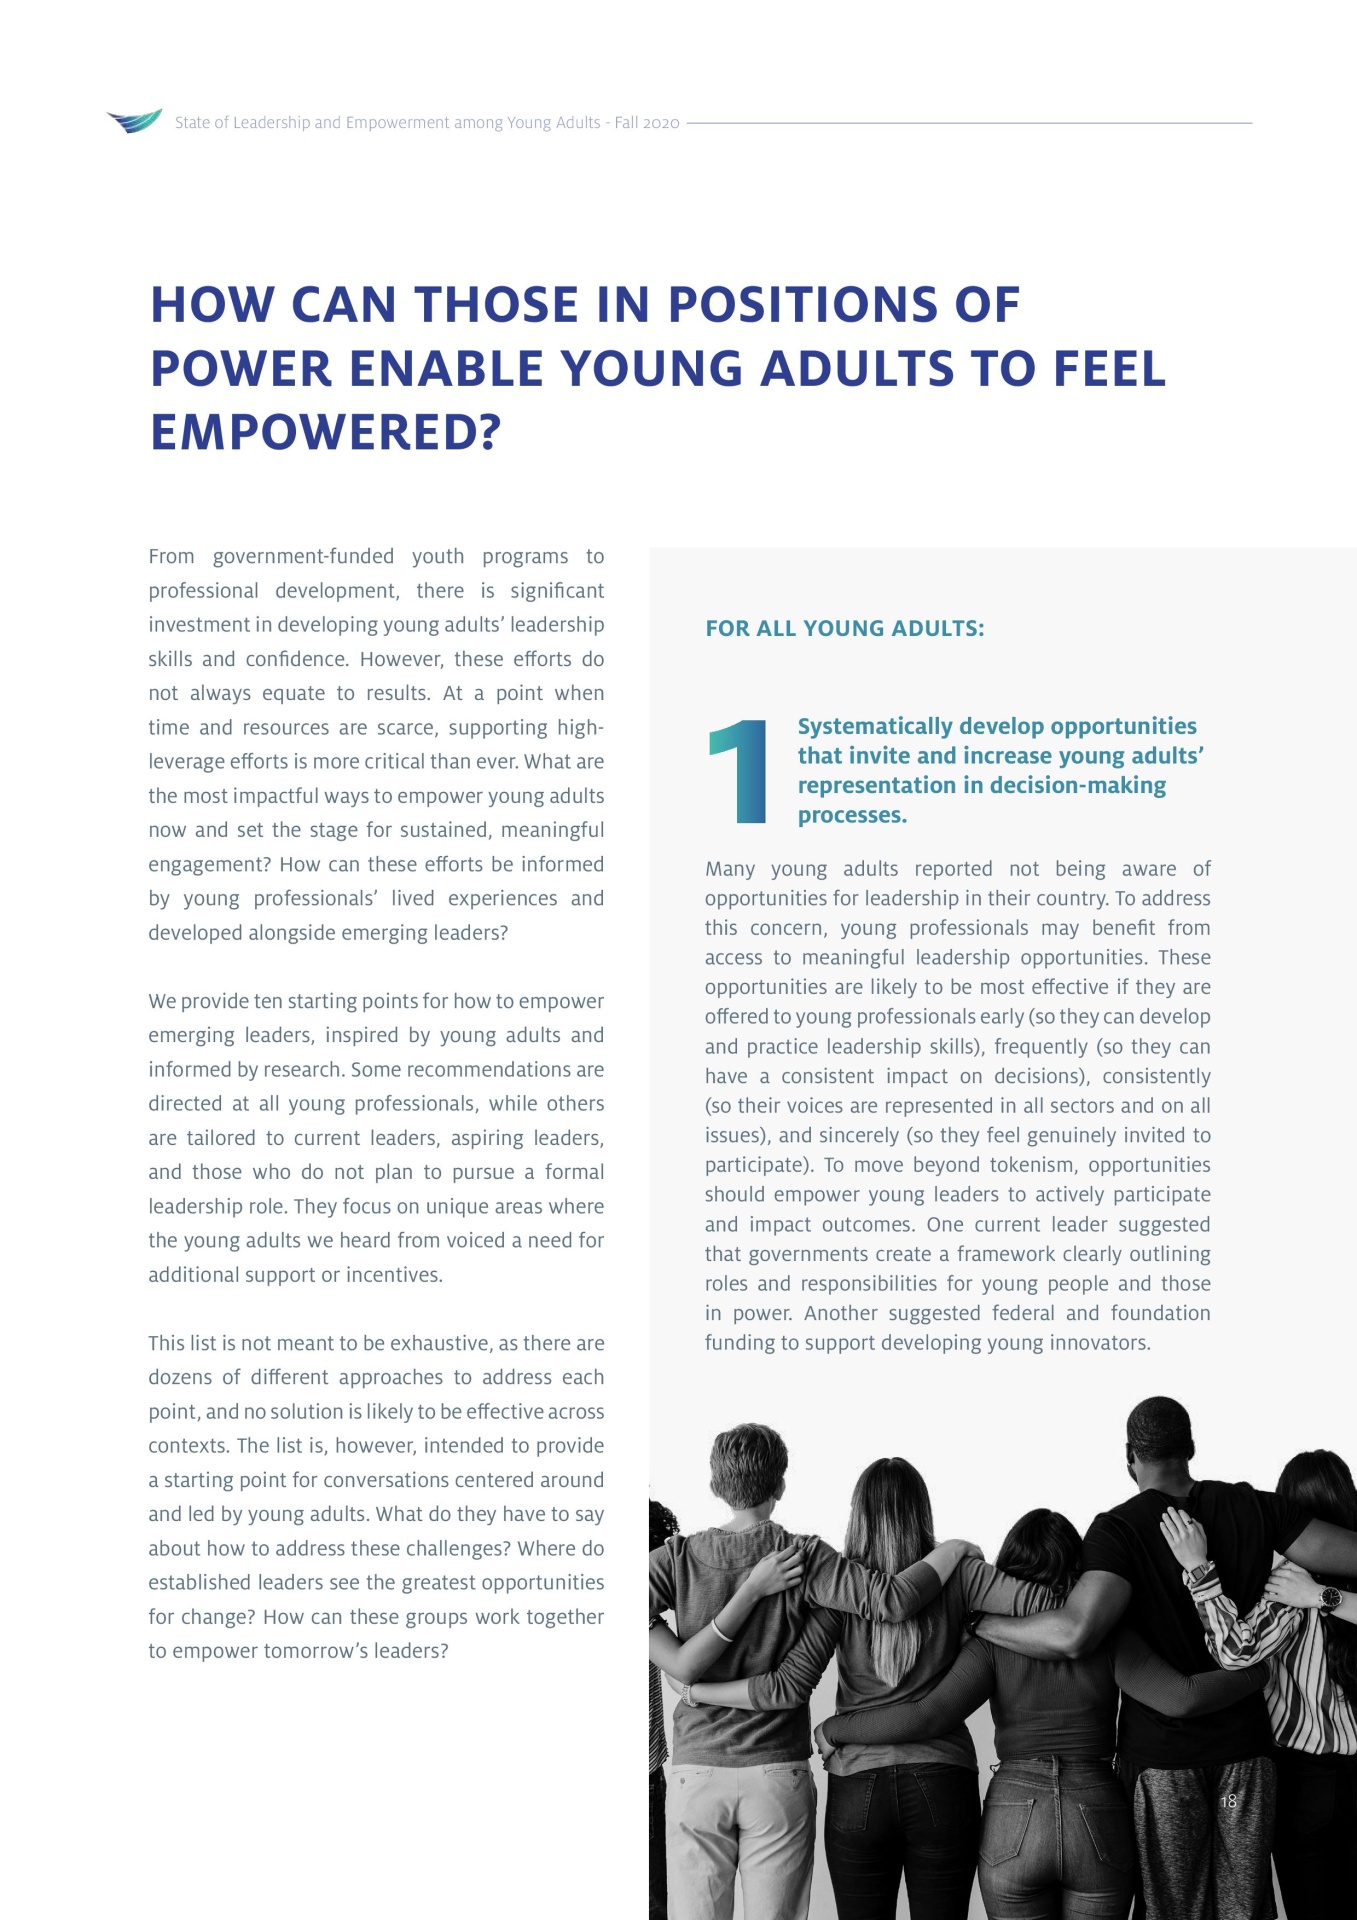 State of Leadership and Empowerment among Young Adults - Fall 2020
HOW CAN THOSE IN POSITIONS OF
POWER ENABLE YOUNG ADULTS TO FEEL
EMPOWERED?
From government-funded youth programs to
professional development, there is significant
investment in developing young adults’ leadership
skills and confidence. However, these efforts do
not always equate to results. At a point when
time and resources are scarce, supporting high-
leverage efforts is more critical than ever. What are
the most impactful ways to empower young adults
now and set the stage for sustained, meaningful
engagement? How can these efforts be informed
by young professionals’ lived experiences and
developed alongside emerging leaders?
We provide ten starting points for how to empower
emerging leaders, inspired by young adults and
informed by research. Some recommendations are
directed at all young professionals, while others
are tailored to current leaders, aspiring leaders,
and those who do not plan to pursue a formal
leadership role. They focus on unique areas where
the young adults we heard from voiced a need for
additional support or incentives.
This list is not meant to be exhaustive, as there are
dozens of different approaches to address each
point, and no solution is likely to be effective across
contexts. The list is, however, intended to provide
a starting point for conversations centered around
and led by young adults. What do they have to say
about how to address these challenges? Where do
established leaders see the greatest opportunities
for change? How can these groups work together
to empower tomorrow’s leaders?
FOR ALL YOUNG ADULTS:
1
Systematically develop opportunities
that invite and increase young adults’
representation in decision-making
processes.
Many young adults reported not being aware of
opportunities for leadership in their country. To address
this concern, young professionals may benefit from
access to meaningful leadership opportunities. These
opportunities are likely to be most effective if they are
offered to young professionals early (so they can develop
and practice leadership skills), frequently (so they can
have a consistent impact on decisions), consistently
(so their voices are represented in all sectors and on all
issues), and sincerely (so they feel genuinely invited to
participate). To move beyond tokenism, opportunities
should empower young leaders to actively participate
and impact outcomes. One current leader suggested
that governments create a framework clearly outlining
roles and responsibilities for young people and those
in power. Another suggested federal and foundation
funding to support developing young innovators.
18